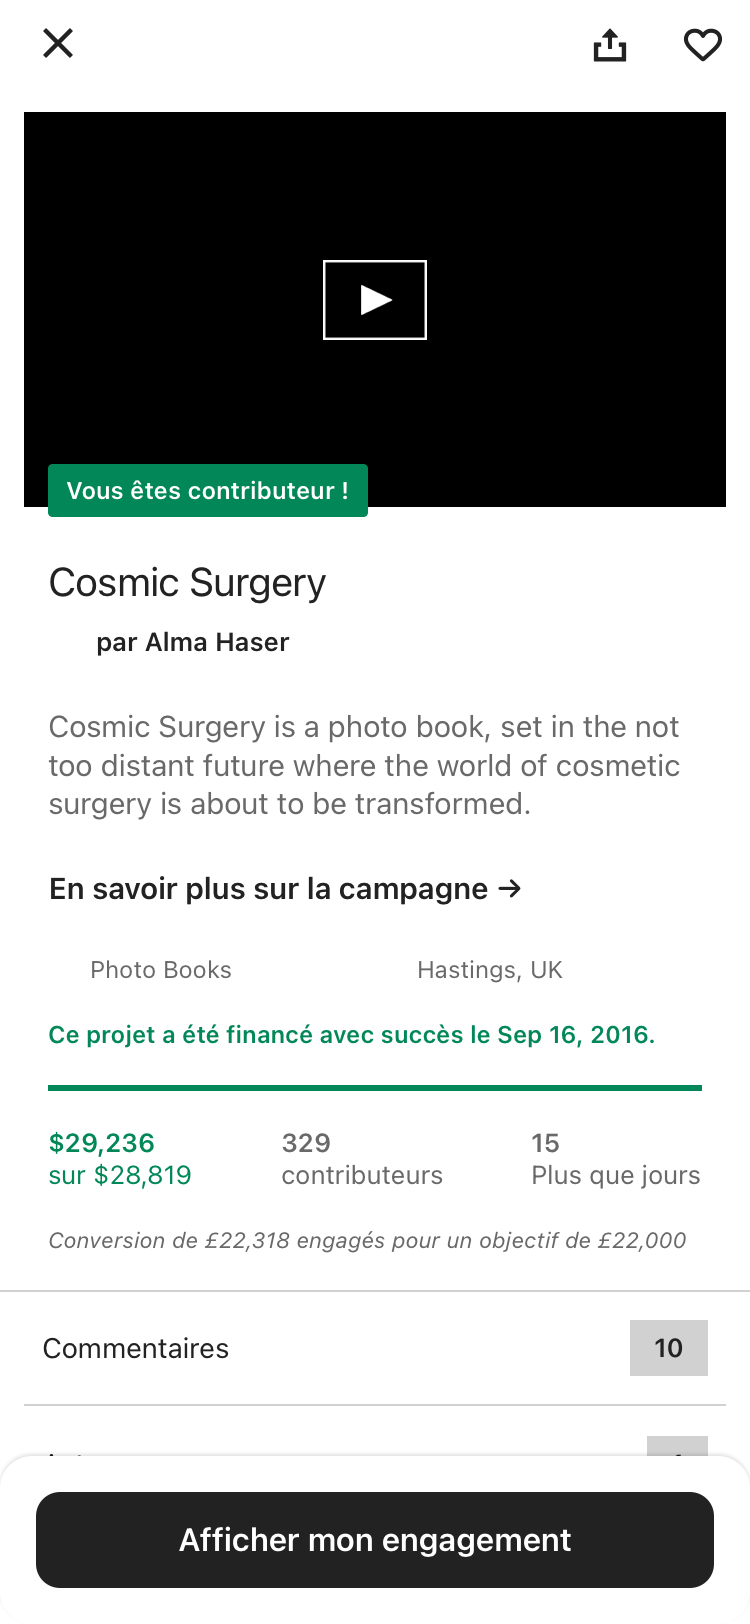 Vous êtes contributeur !
Cosmic Surgery
par Alma Haser
Cosmic Surgery is a photo book, set in the not
too distant future where the world of cosmetic
surgery is about to be transformed.
En savoir plus sur la campagne →
Photo Books
Hastings, UK
Ce projet a été financé avec succès le Sep 16, 2016.
$29,236
sur $28,819
329
contributeurs
15
Plus que jours
Conversion de £22,318 engagés pour un objectif de £22,000
Commentaires
10
Afficher mon engagement